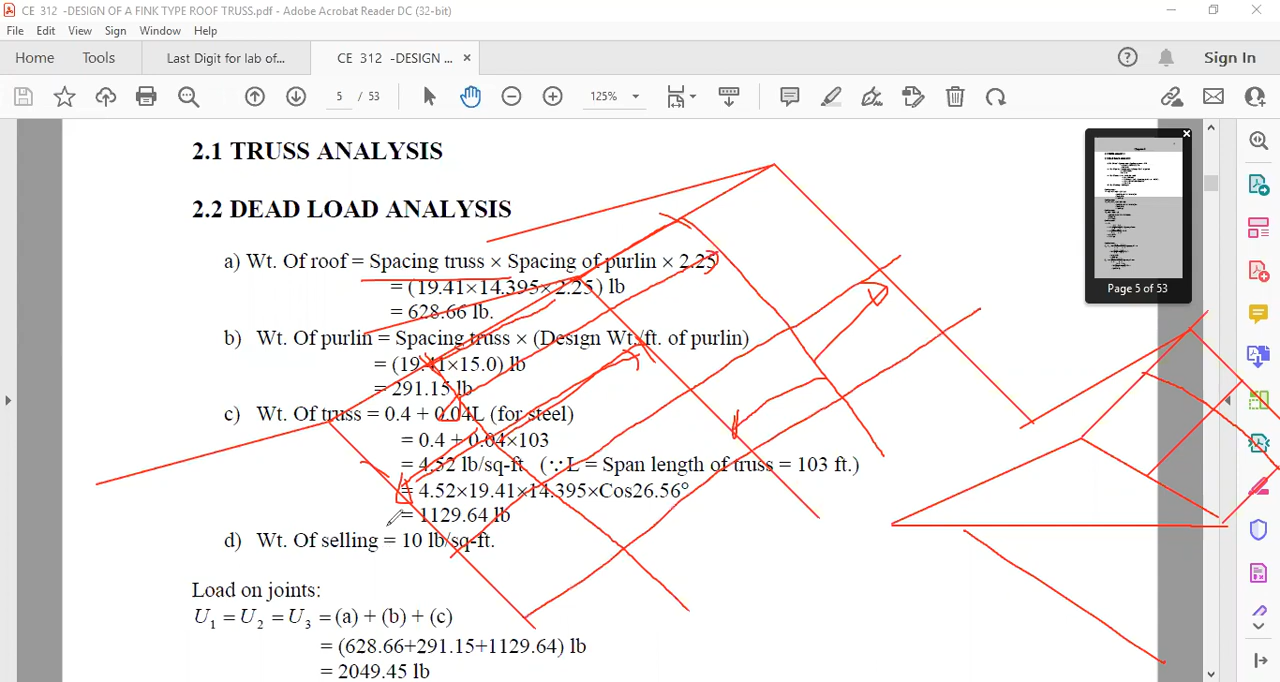 CE 312 -DESIGN OF A FINK TYPE ROOF TRUSS.pdf - Adobe Acrobat Reader DC (32-bit)
File Edit View Sign Window Help
Home Tools Last Digit for lab of... CE 312 -DESIGN ... ×
Sign In
5 / 53 125%
2.1 TRUSS ANALYSIS
2.2 DEAD LOAD ANALYSIS
a) Wt. Of roof = Spacing truss × Spacing of purlin × 2.25
= (19.41×14.395×2.25) lb
= 628.66 lb.
b) Wt. Of purlin = Spacing truss × (Design Wt./ft. of purlin)
= (19.41×15.0) lb
= 291.15 lb
c) Wt. Of truss = 0.4 + 0.04L (for steel)
= 0.4 + 0.04×103
= 4.52 lb/sq-ft (∵L = Span length of truss = 103 ft.)
= 4.52×19.41×14.395×Cos26.56°
= 1129.64 lb
d) Wt. Of selling = 10 lb/sq-ft.
Load on joints:
U₁ = U₂ = U₃ = (a) + (b) + (c)
= (628.66+291.15+1129.64) lb
= 2049.45 lb
Page 5 of 53